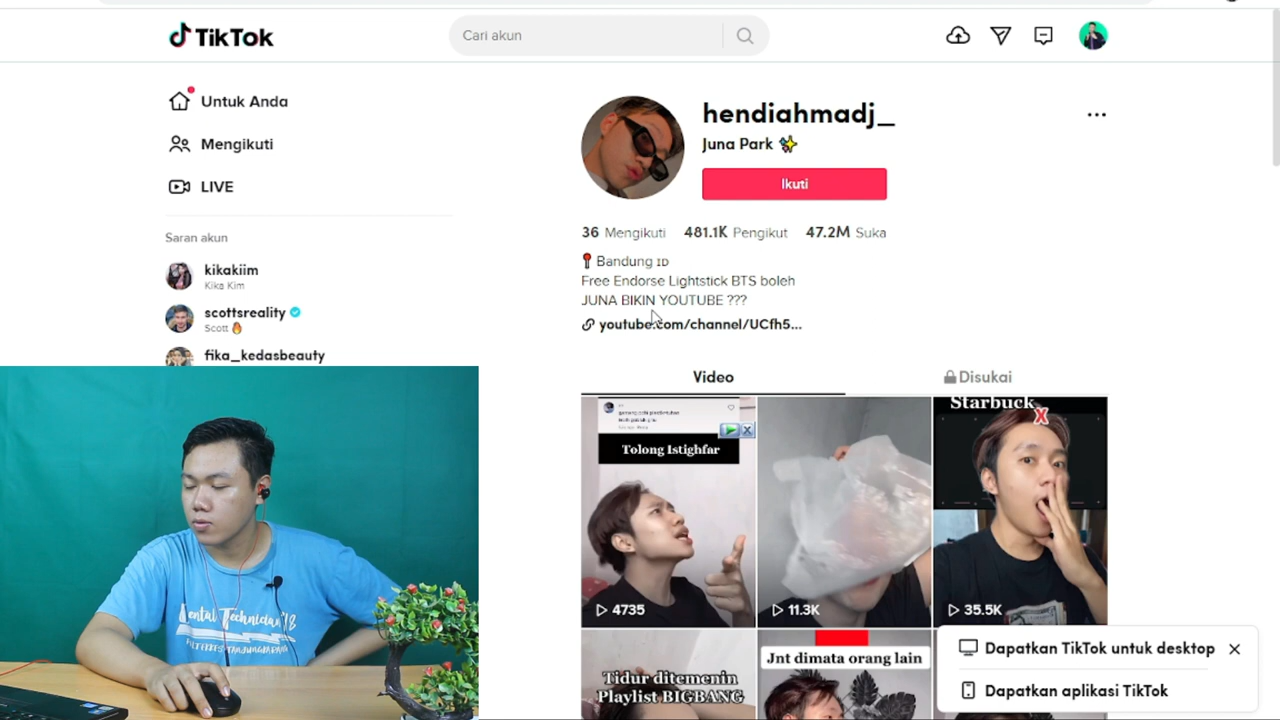 TikTok
Cari akun
Untuk Anda
Mengikuti
LIVE
Saran akun
kikakiim
Kika Kim
scottsreality
Scott
fika_kedasbeauty
hendiahmadj_
Juna Park
Ikuti
36 Mengikuti 481.1K Pengikut 47.2M Suka
Bandung ID
Free Endorse Lightstick BTS boleh
JUNA BIKIN YOUTUBE ???
youtube.com/channel/UCfh5...
Video
Disukai
Tolong Istighfar
4735
11.3K
Starbuck
X
35.5K
Tidur ditemenin
Playlist BIGBANG
Jnt dimata orang lain
Dapatkan TikTok untuk desktop
Dapatkan aplikasi TikTok
ental Technician'18